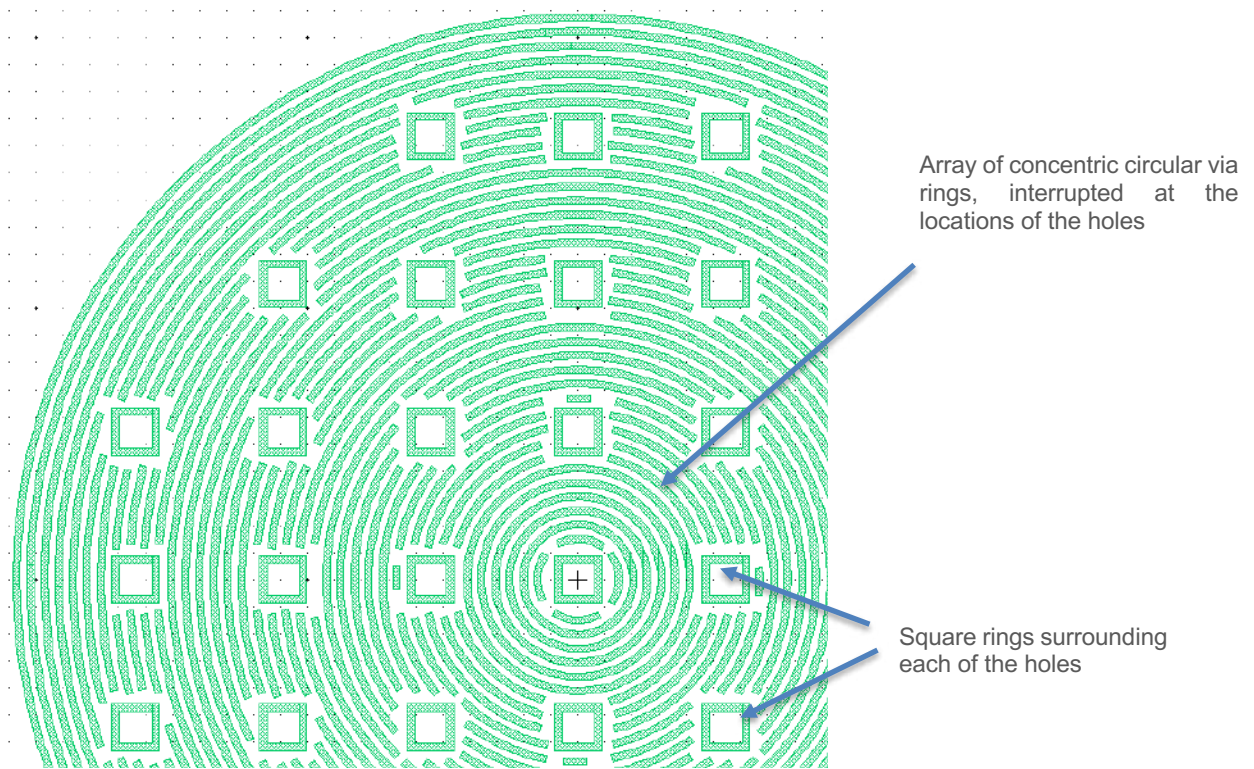 Array of concentric circular via
rings, interrupted at the
locations of the holes
Square rings surrounding
each of the holes